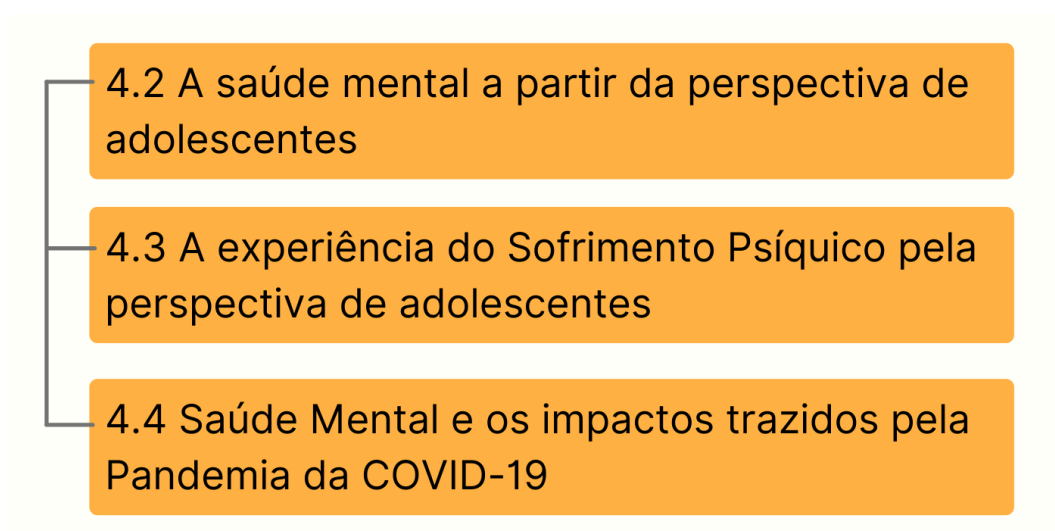 4.2 A saúde mental a partir da perspectiva de
adolescentes
4.3 A experiência do Sofrimento Psíquico pela
perspectiva de adolescentes
4.4 Saúde Mental e os impactos trazidos pela
Pandemia da COVID-19